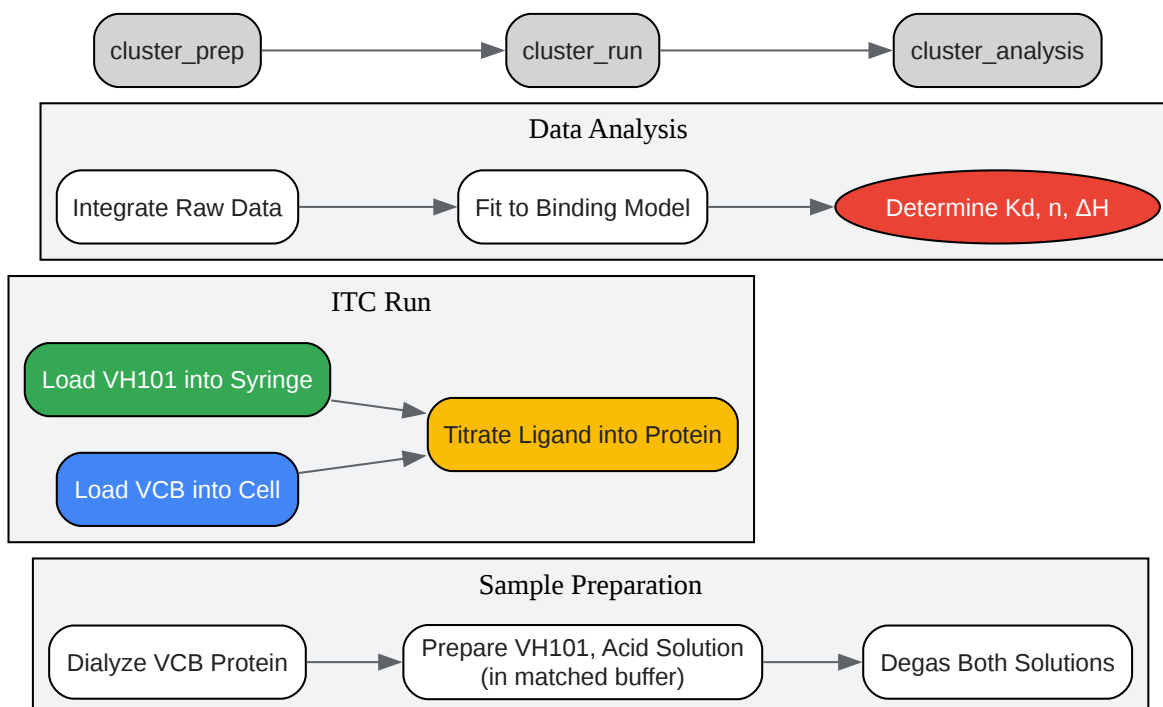 cluster_prep
cluster_run
cluster_analysis
Data Analysis
Integrate Raw Data
Fit to Binding Model
Determine Kd, n, ΔH
ITC Run
Load VH101 into Syringe
Titrate Ligand into Protein
Load VCB into Cell
Sample Preparation
Dialyze VCB Protein
Prepare VH101, Acid Solution
(in matched buffer)
Degas Both Solutions